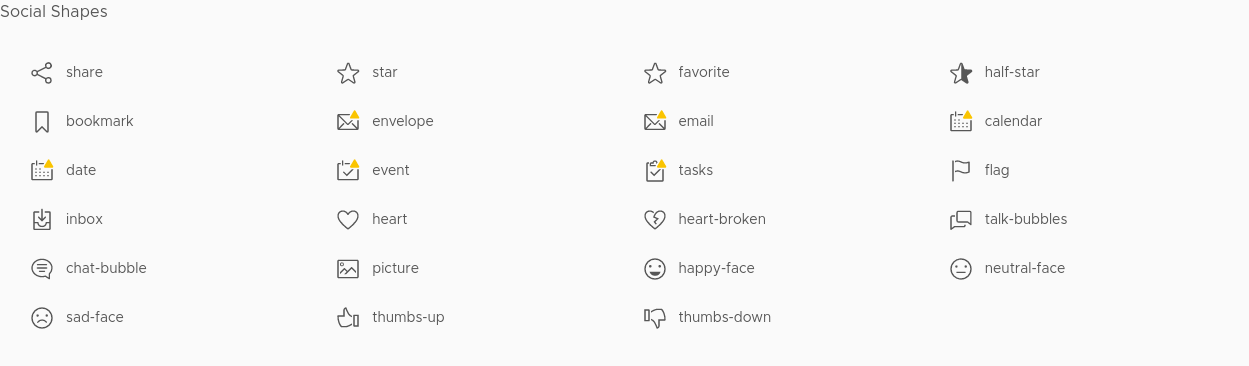 Social Shapes
share star favorite half-star
bookmark envelope email calendar
date event tasks flag
inbox heart heart-broken talk-bubbles
chat-bubble picture happy-face neutral-face
sad-face thumbs-up thumbs-down